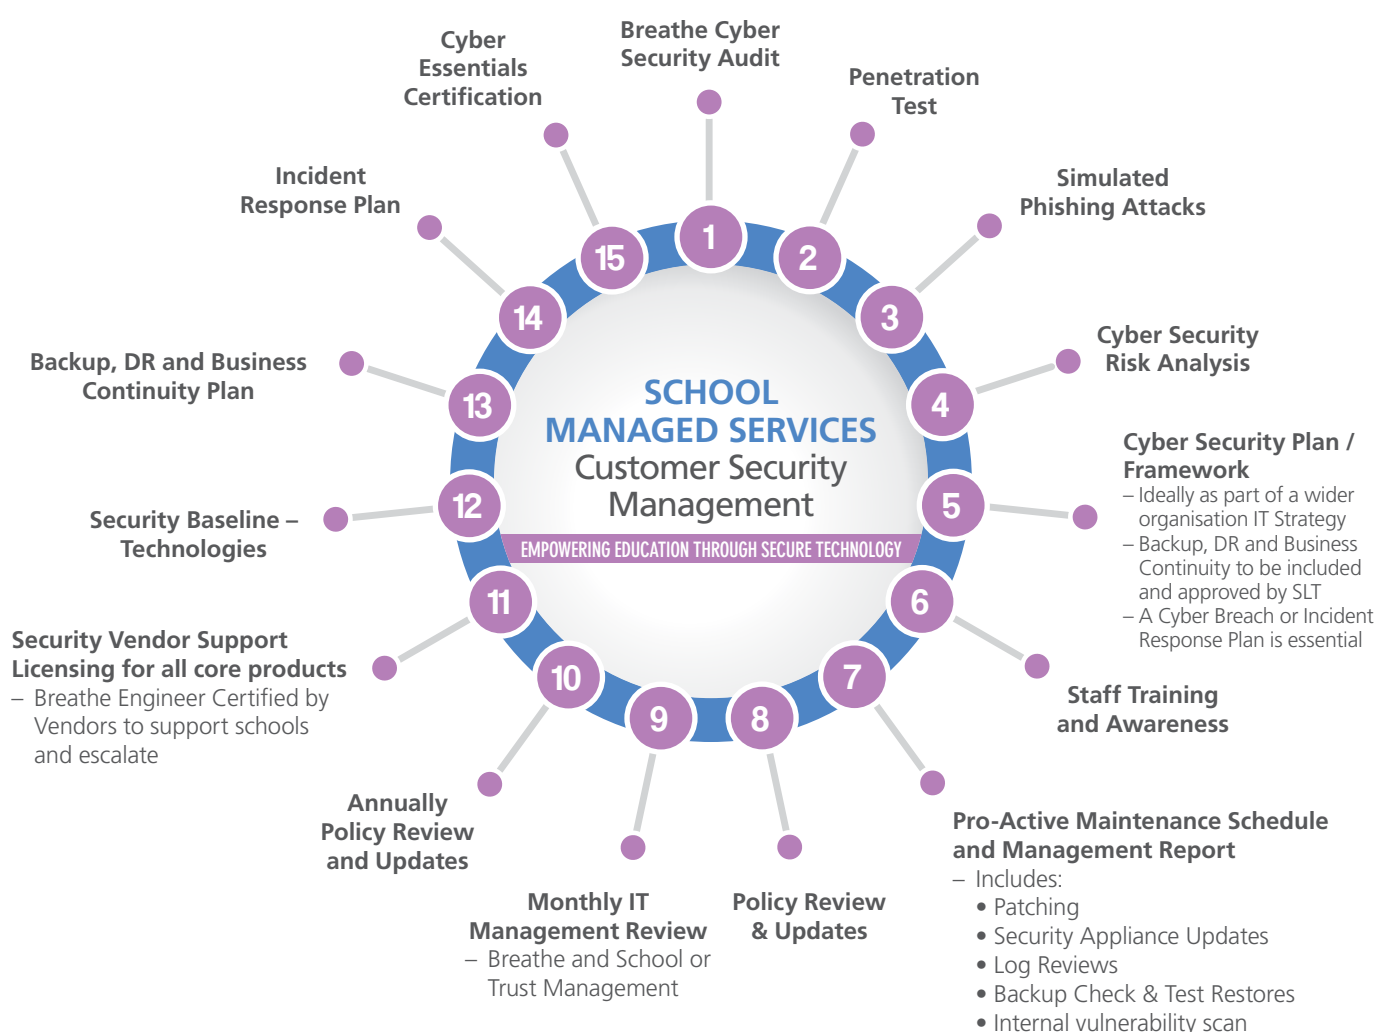 SCHOOL
MANAGED SERVICES
Customer Security
Management
EMPOWERING EDUCATION THROUGH SECURE TECHNOLOGY
1
Breathe Cyber
Security Audit
2
Penetration
Test
3
Simulated
Phishing Attacks
4
Cyber Security
Risk Analysis
5
Cyber Security Plan /
Framework
– Ideally as part of a wider
organisation IT Strategy
– Backup, DR and Business
Continuity to be included
and approved by SLT
– A Cyber Breach or Incident
Response Plan is essential
6
Staff Training
and Awareness
7
Pro-Active Maintenance Schedule
and Management Report
– Includes:
• Patching
• Security Appliance Updates
• Log Reviews
• Backup Check & Test Restores
• Internal vulnerability scan
8
Policy Review
& Updates
9
Monthly IT
Management Review
– Breathe and School or
Trust Management
10
Annually
Policy Review
and Updates
11
Security Vendor Support
Licensing for all core products
– Breathe Engineer Certified by
Vendors to support schools
and escalate
12
Security Baseline –
Technologies
13
Backup, DR and Business
Continuity Plan
14
Incident
Response Plan
15
Cyber
Essentials
Certification